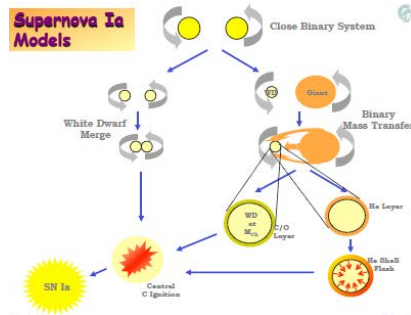 Supernova Ia
Models
Close Binary System
WD
Giant
White Dwarf
Merge
Binary
Mass Transfer
WD
at
M_Ch
C/O
Layer
He Layer
He Shell
Flash
Central
C Ignition
SN Ia